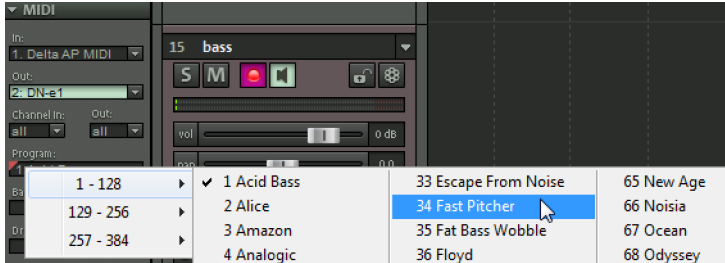 MIDI
In:
1. Delta AP MIDI
Out:
2: DN-e1
Channel In: Out:
all all
Program:
15 bass
S M
vol 0 dB
pan 0.0
1 - 128
129 - 256
257 - 384
1 Acid Bass
2 Alice
3 Amazon
4 Analogic
33 Escape From Noise
34 Fast Pitcher
35 Fat Bass Wobble
36 Floyd
65 New Age
66 Noisia
67 Ocean
68 Odyssey